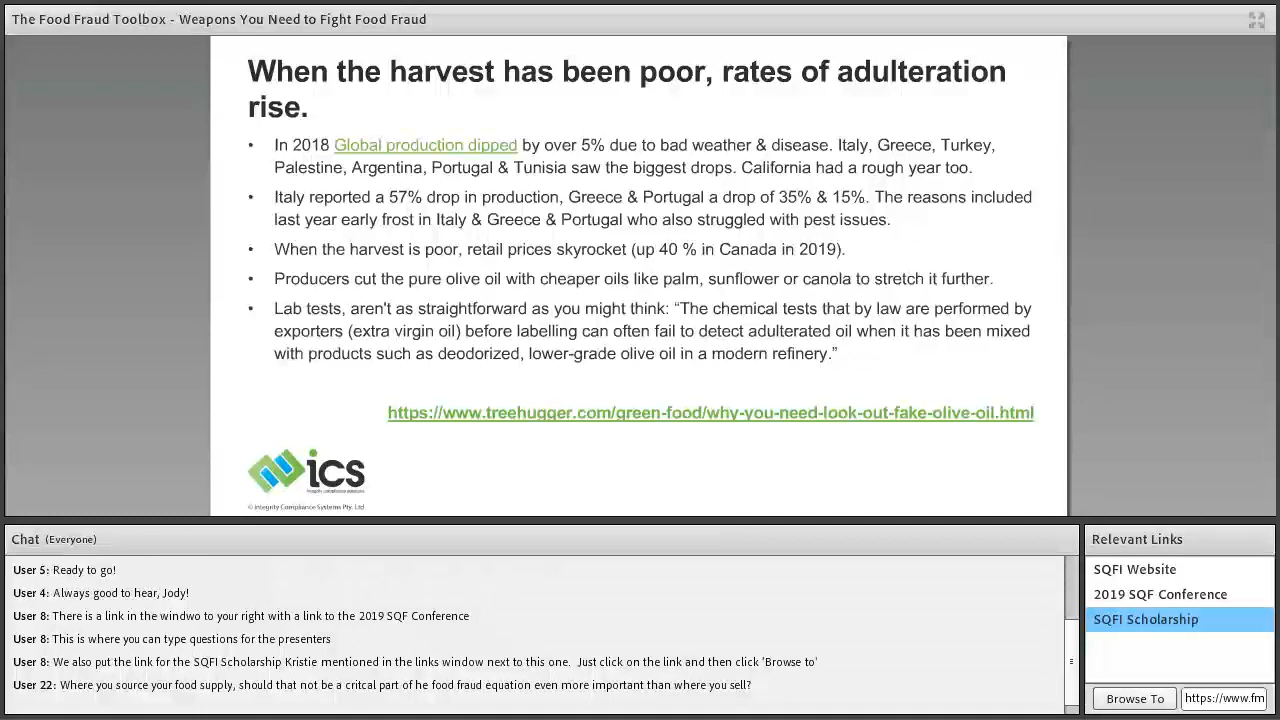 The Food Fraud Toolbox - Weapons You Need to Fight Food Fraud
When the harvest has been poor, rates of adulteration
rise.
• In 2018 Global production dipped by over 5% due to bad weather & disease. Italy, Greece, Turkey,
Palestine, Argentina, Portugal & Tunisia saw the biggest drops. California had a rough year too.
• Italy reported a 57% drop in production, Greece & Portugal a drop of 35% & 15%. The reasons included
last year early frost in Italy & Greece & Portugal who also struggled with pest issues.
• When the harvest is poor, retail prices skyrocket (up 40 % in Canada in 2019).
• Producers cut the pure olive oil with cheaper oils like palm, sunflower or canola to stretch it further.
• Lab tests, aren't as straightforward as you might think: “The chemical tests that by law are performed by
exporters (extra virgin oil) before labelling can often fail to detect adulterated oil when it has been mixed
with products such as deodorized, lower-grade olive oil in a modern refinery.”
https://www.treehugger.com/green-food/why-you-need-look-out-fake-olive-oil.html
ics
integrity compliance systems
© Integrity Compliance Systems Pty. Ltd
Chat (Everyone)
User 5: Ready to go!
User 4: Always good to hear, Jody!
User 8: There is a link in the windwo to your right with a link to the 2019 SQF Conference
User 8: This is where you can type questions for the presenters
User 8: We also put the link for the SQFI Scholarship Kristie mentioned in the links window next to this one. Just click on the link and then click 'Browse to'
User 22: Where you source your food supply, should that not be a critcal part of he food fraud equation even more important than where you sell?
Relevant Links
SQFI Website
2019 SQF Conference
SQFI Scholarship
Browse To https://www.fm